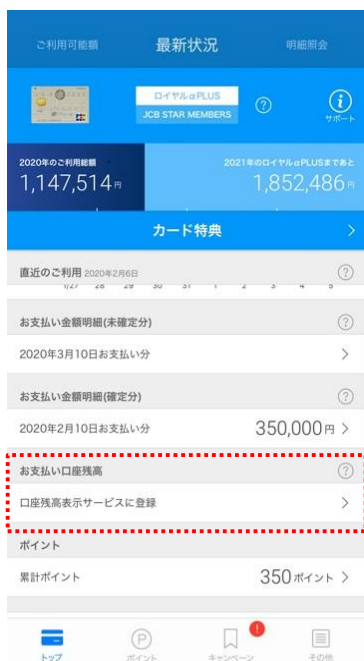 ご利用可能額 最新状況 明細照会
ロイヤルαPLUS
JCB STAR MEMBERS
?
i
サポート
JCB
2020年のご利用総額
1,147,514円
2021年のロイヤルαPLUSまであと
1,852,486円
カード特典 >
直近のご利用 2020年2月6日 ?
1/27 28 29 30 31 1 2 3 4 5
お支払い金額明細(未確定分) ?
2020年3月10日お支払い分 >
お支払い金額明細(確定分) ?
2020年2月10日お支払い分 350,000円 >
お支払い口座残高 ?
口座残高表示サービスに登録 >
ポイント
累計ポイント 350ポイント >
P
!
トップ ポイント キャンペーン その他